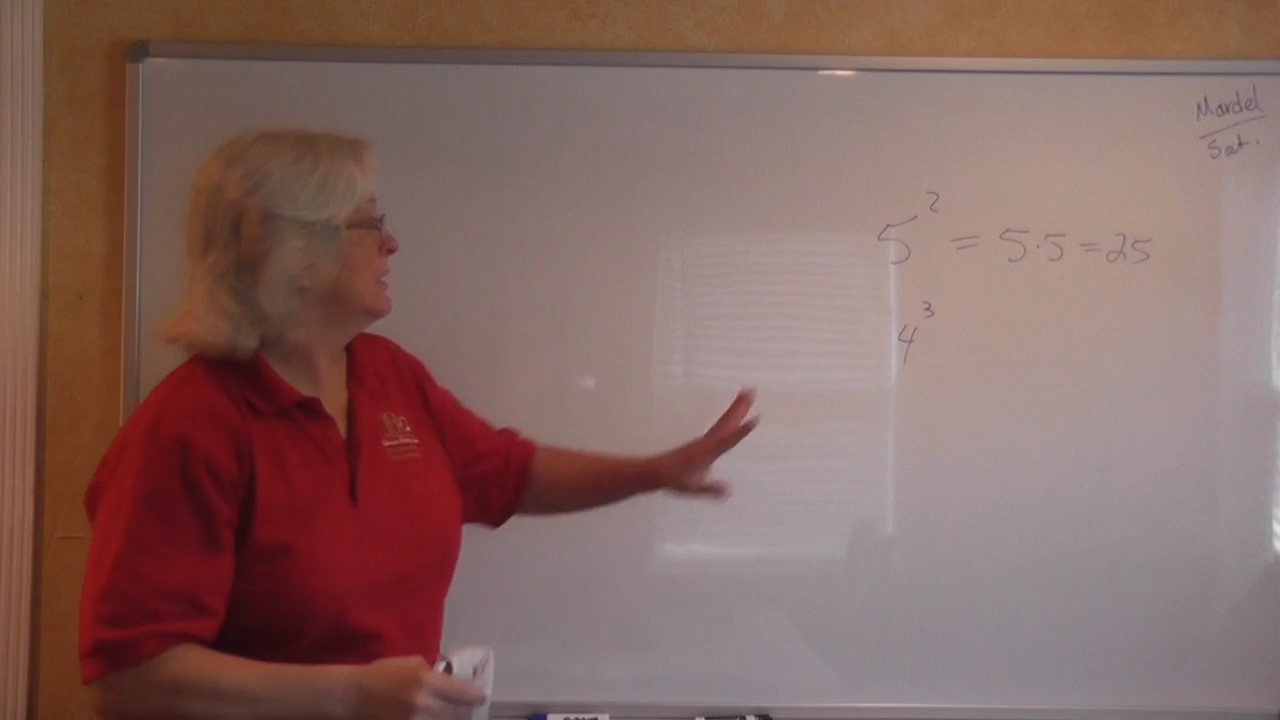 Mardel
Sat.
5² = 5·5 = 25
4³